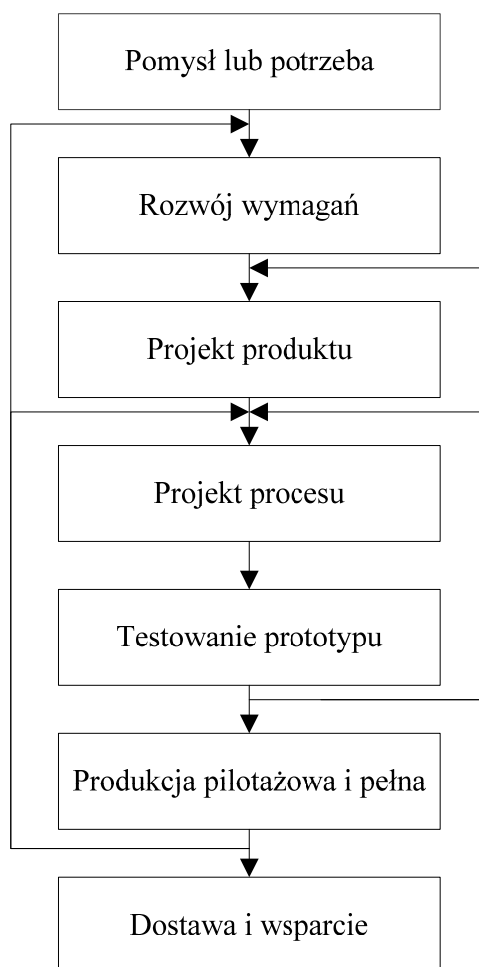 Pomysł lub potrzeba
Rozwój wymagań
Projekt produktu
Projekt procesu
Testowanie prototypu
Produkcja pilotażowa i pełna
Dostawa i wsparcie